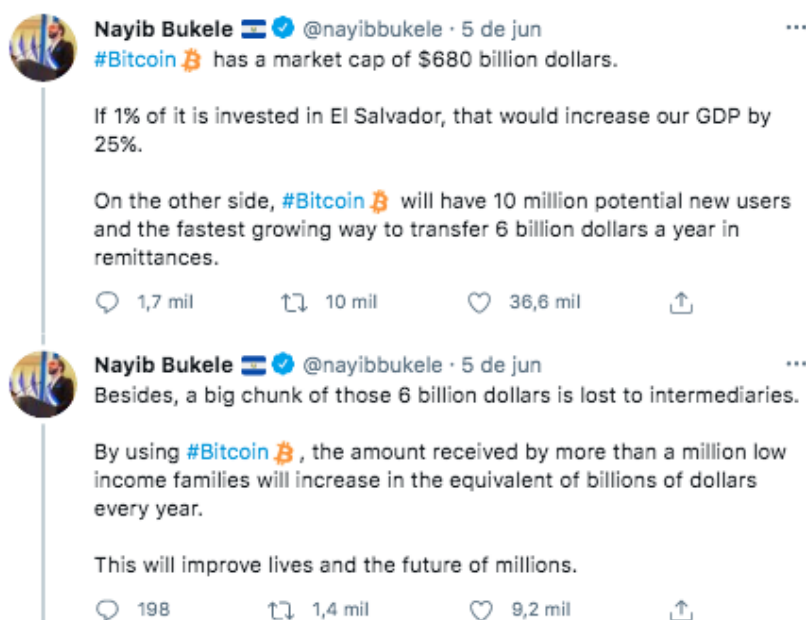 Nayib Bukele @nayibbukele · 5 de jun
#Bitcoin has a market cap of $680 billion dollars.
If 1% of it is invested in El Salvador, that would increase our GDP by
25%.
On the other side, #Bitcoin will have 10 million potential new users
and the fastest growing way to transfer 6 billion dollars a year in
remittances.
1,7 mil 10 mil 36,6 mil
Nayib Bukele @nayibbukele · 5 de jun
Besides, a big chunk of those 6 billion dollars is lost to intermediaries.
By using #Bitcoin , the amount received by more than a million low
income families will increase in the equivalent of billions of dollars
every year.
This will improve lives and the future of millions.
198 1,4 mil 9,2 mil